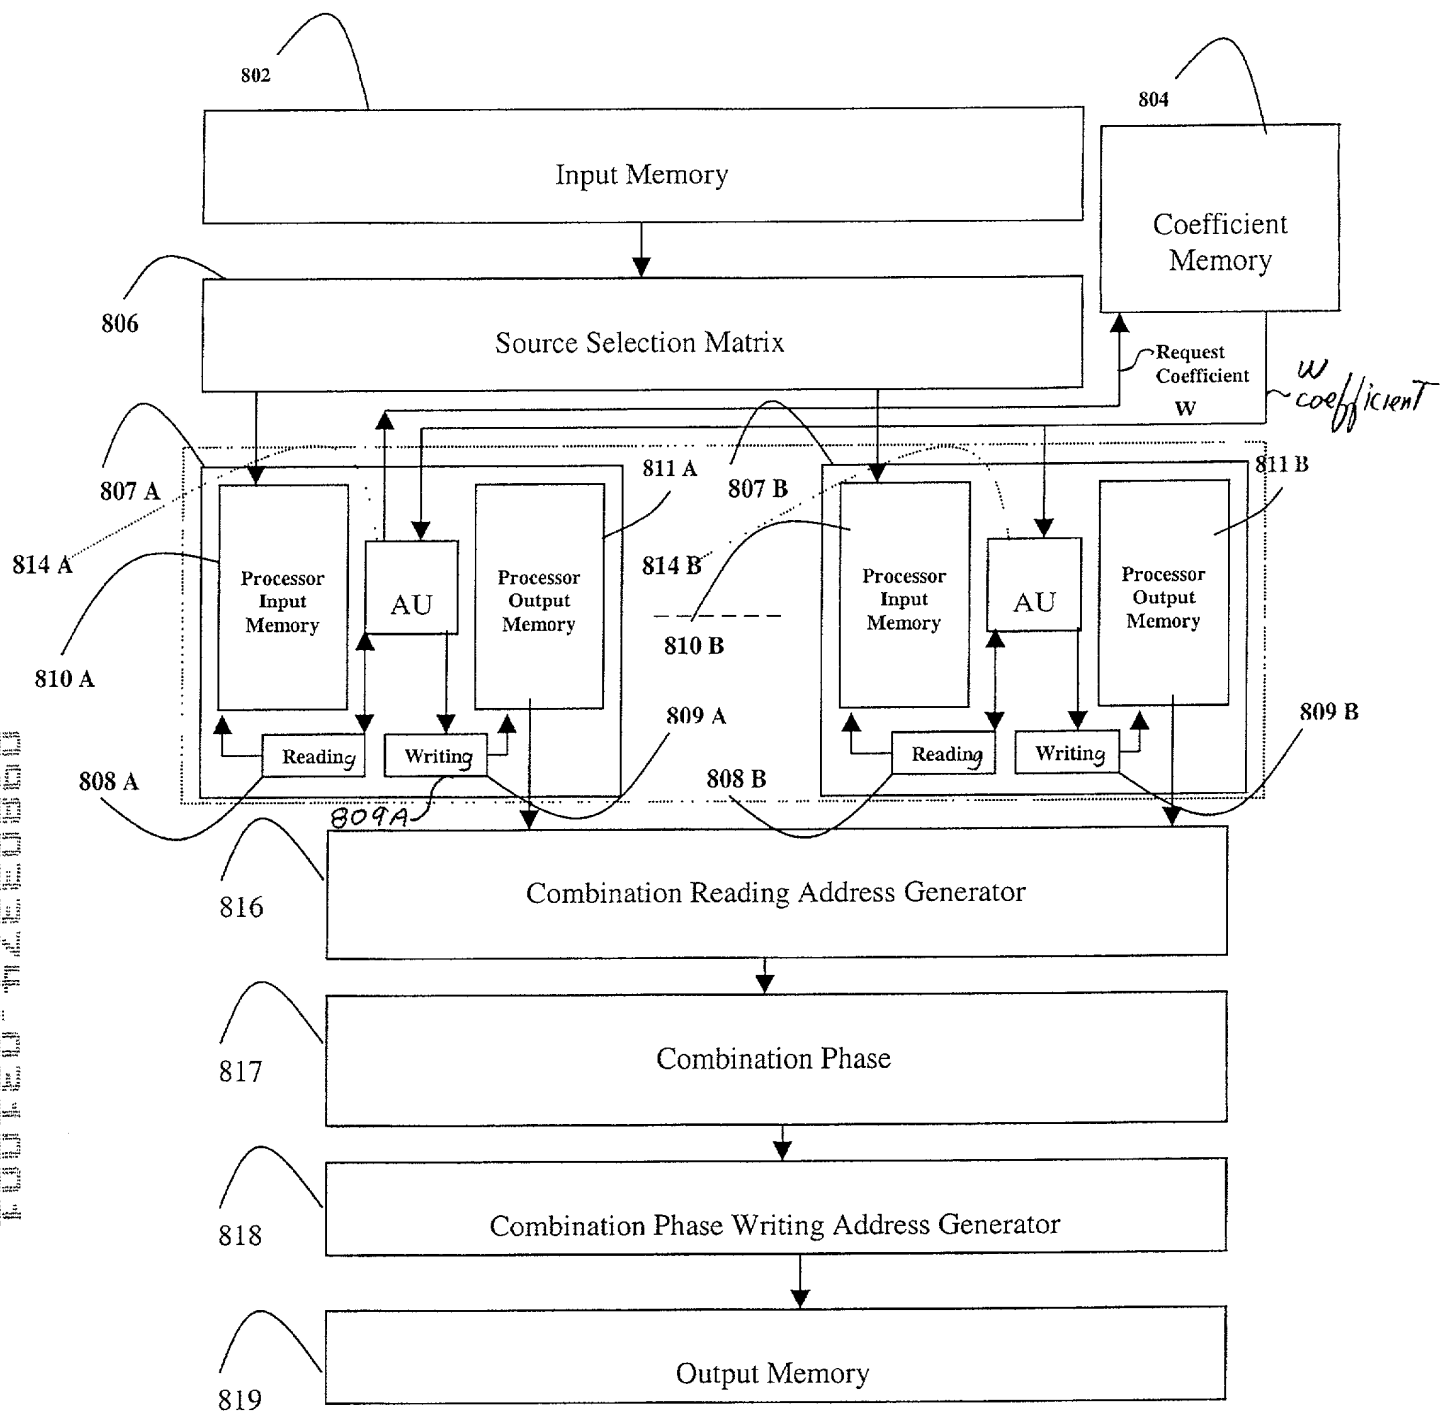 802
804
Input Memory
Coefficient
Memory
806
Source Selection Matrix
Request
Coefficient
W
W
coefficient
807 A
811 A
807 B
811 B
814 A
814 B
Processor
Input
Memory
AU
Processor
Output
Memory
Processor
Input
Memory
AU
Processor
Output
Memory
810 A
810 B
809 A
809 B
Reading
Writing
Reading
Writing
808 A
808 B
809A
816
Combination Reading Address Generator
817
Combination Phase
818
Combination Phase Writing Address Generator
819
Output Memory